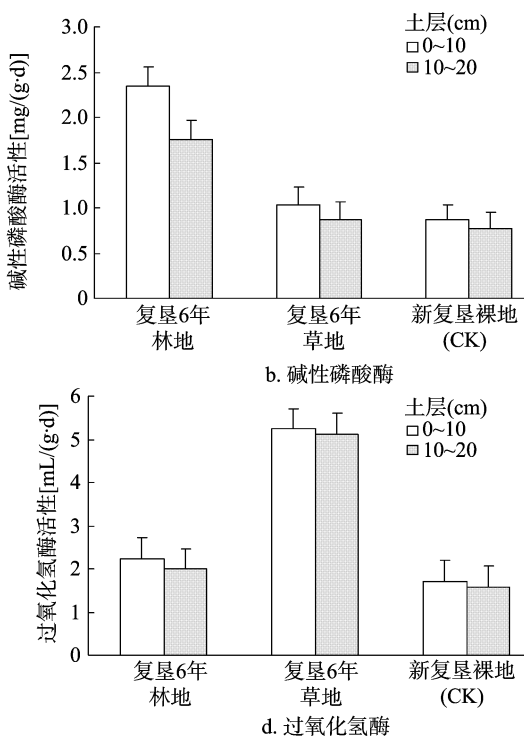 碱性磷酸酶活性[mg/(g·d)]
3.0
2.5
2.0
1.5
1.0
0.5
0
土层(cm)
0~10
10~20
复垦6年
林地
复垦6年
草地
新复垦裸地
(CK)
b. 碱性磷酸酶
过氧化氢酶活性[mL/(g·d)]
6
5
4
3
2
1
0
土层(cm)
0~10
10~20
复垦6年
林地
复垦6年
草地
新复垦裸地
(CK)
d. 过氧化氢酶